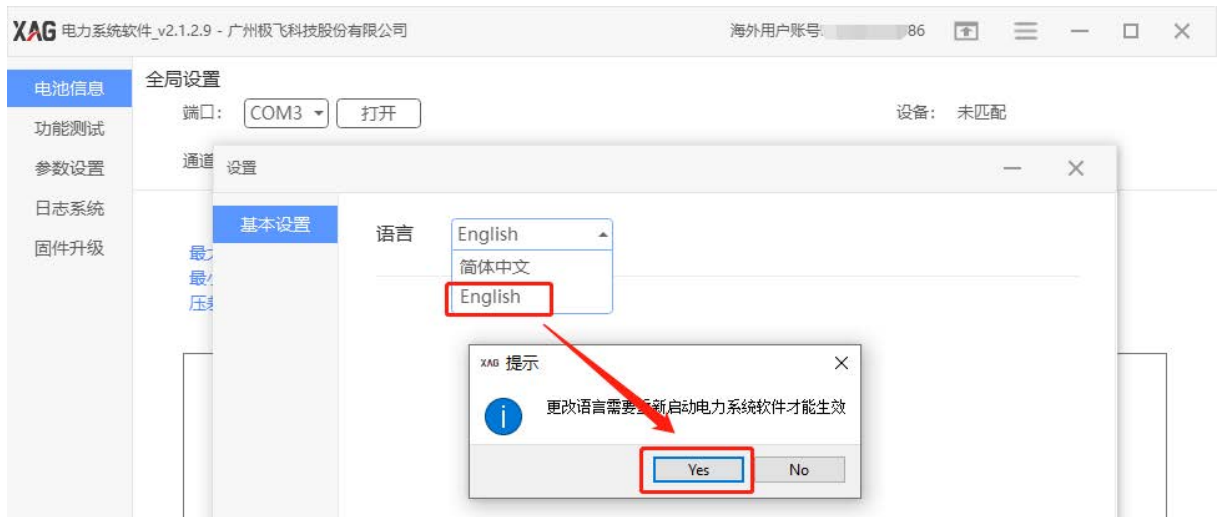 XAG 电力系统软件_v2.1.2.9 - 广州极飞科技股份有限公司 海外用户账号: 86
电池信息
全局设置
端口: COM3 打开 设备: 未匹配
功能测试
通道
参数设置
日志系统
固件升级
设置
基本设置
语言 English
简体中文
English
最
最
压差
XAG 提示
更改语言需要重新启动电力系统软件才能生效
Yes No